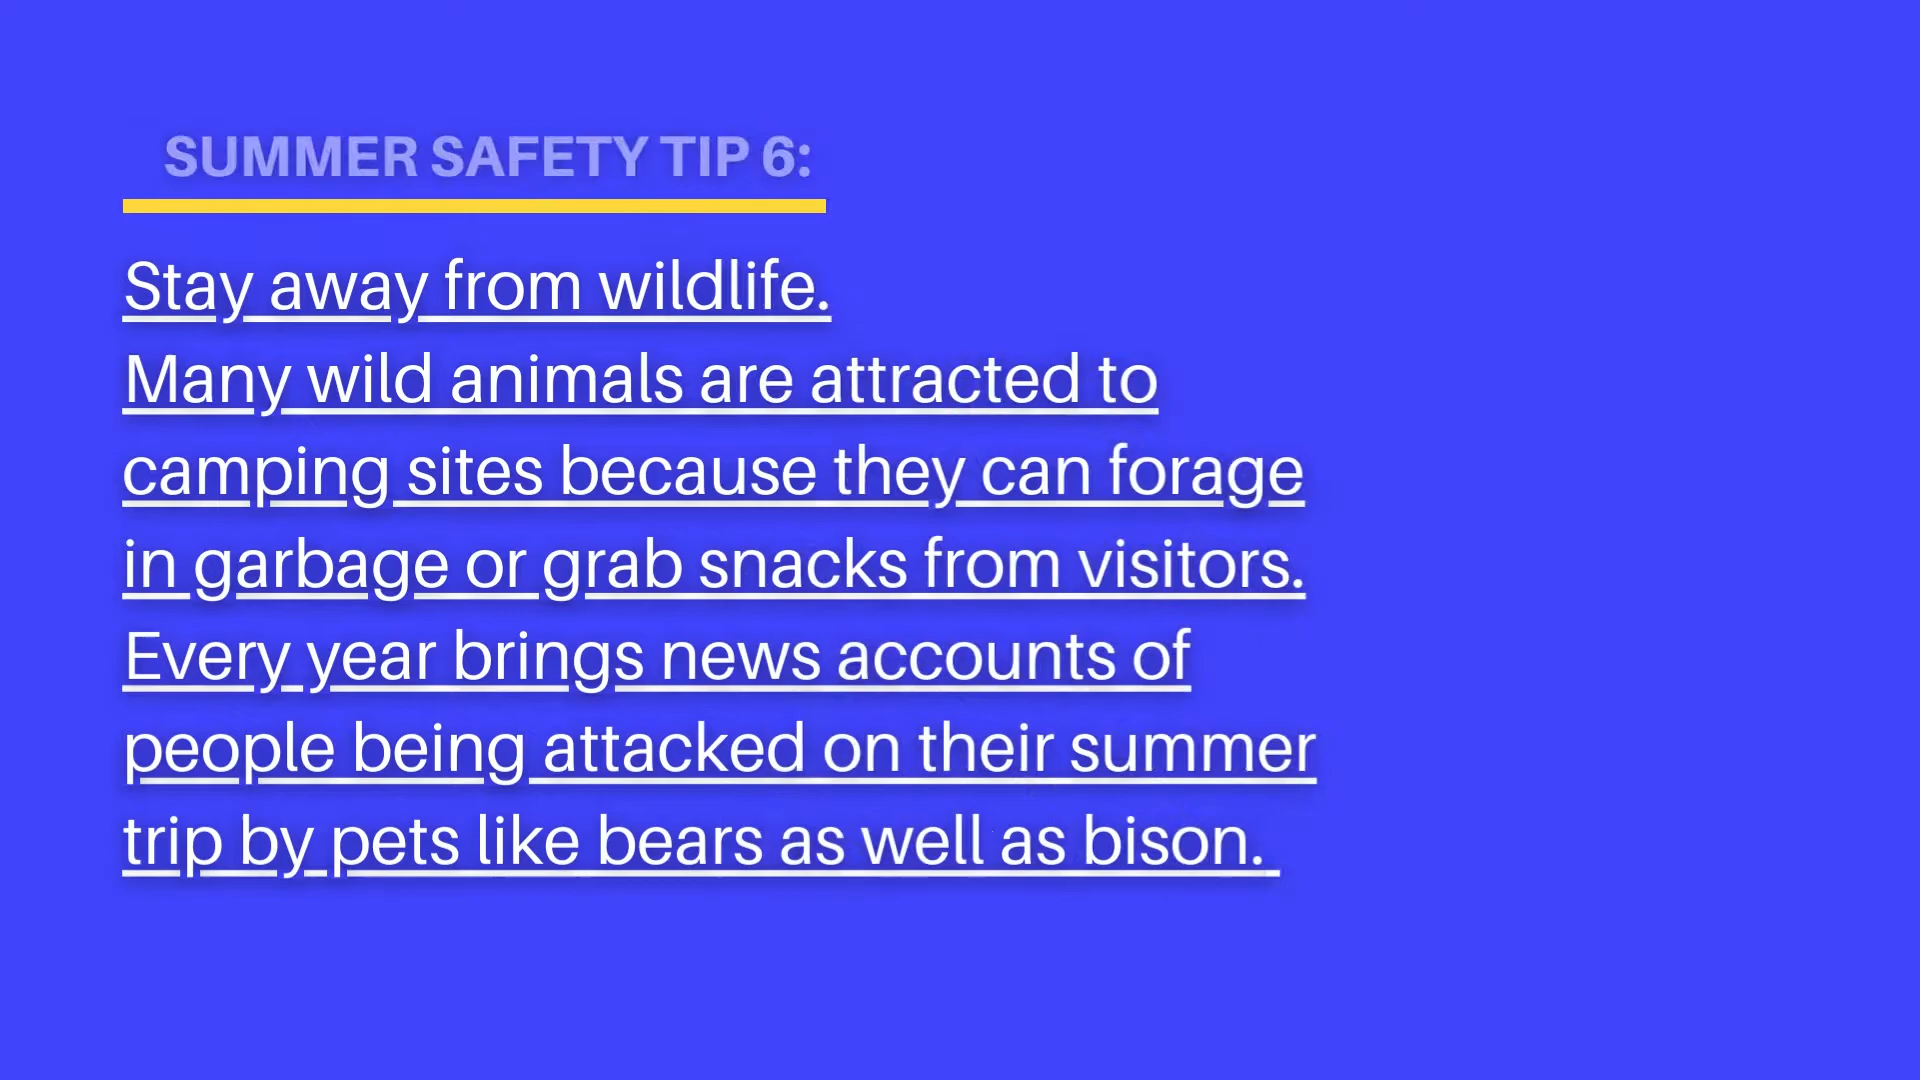 SUMMER SAFETY TIP 6:
Stay away from wildlife.
Many wild animals are attracted to
camping sites because they can forage
in garbage or grab snacks from visitors.
Every year brings news accounts of
people being attacked on their summer
trip by pets like bears as well as bison.